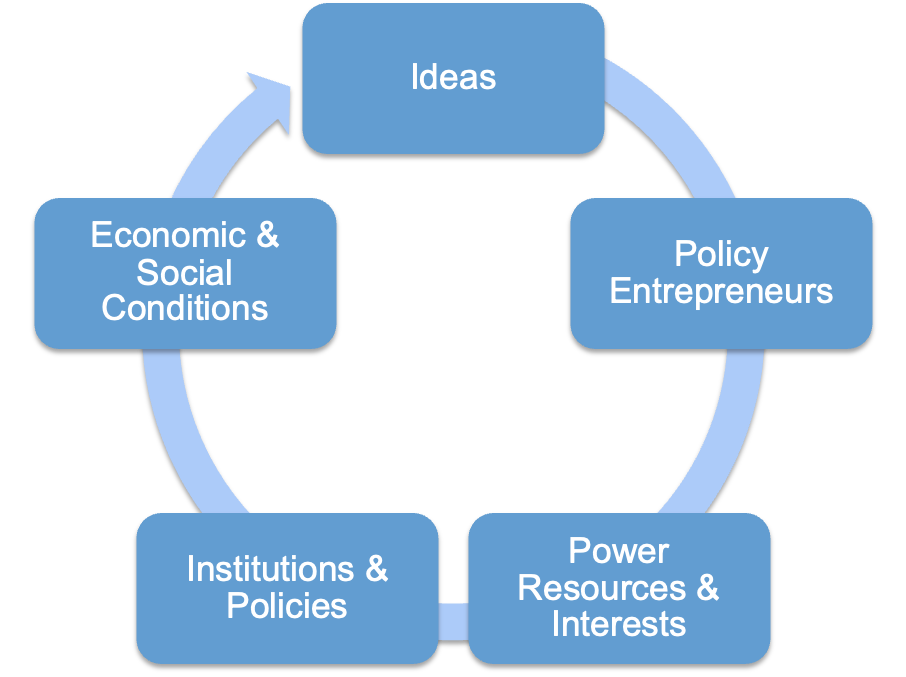 Ideas
Policy
Entrepreneurs
Power
Resources &
Interests
Institutions &
Policies
Economic &
Social
Conditions